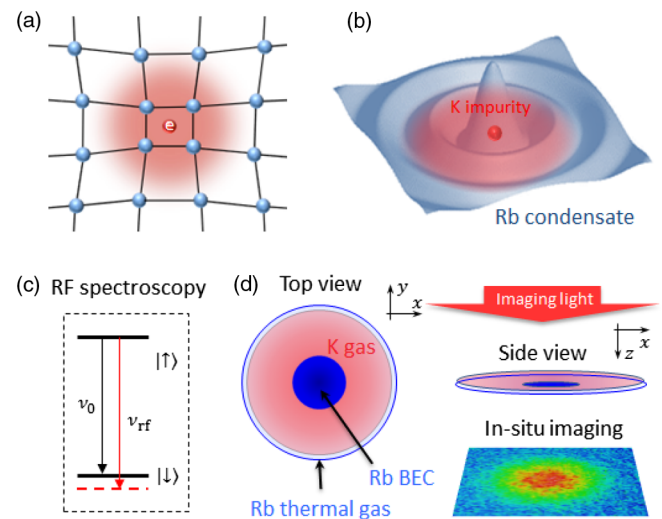 (a)
e
(b)
K impurity
Rb condensate
(c) RF spectroscopy
|↑⟩
ν₀
ν_rf
|↓⟩
(d)
Top view
y
x
K gas
Rb BEC
Rb thermal gas
Imaging light
x
z
Side view
In-situ imaging